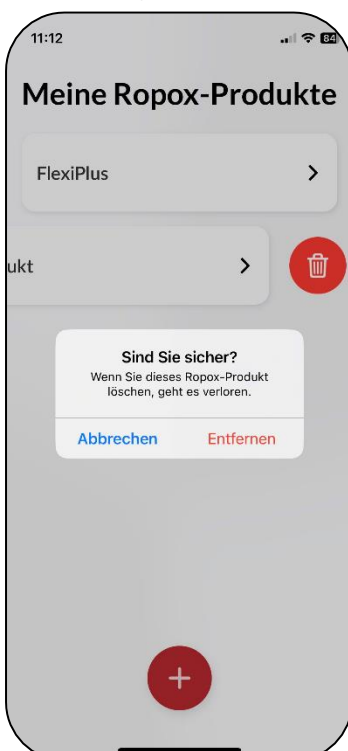 11:12
84
Meine Ropox-Produkte
FlexiPlus
ukt
Sind Sie sicher?
Wenn Sie dieses Ropox-Produkt
löschen, geht es verloren.
Abbrechen Entfernen